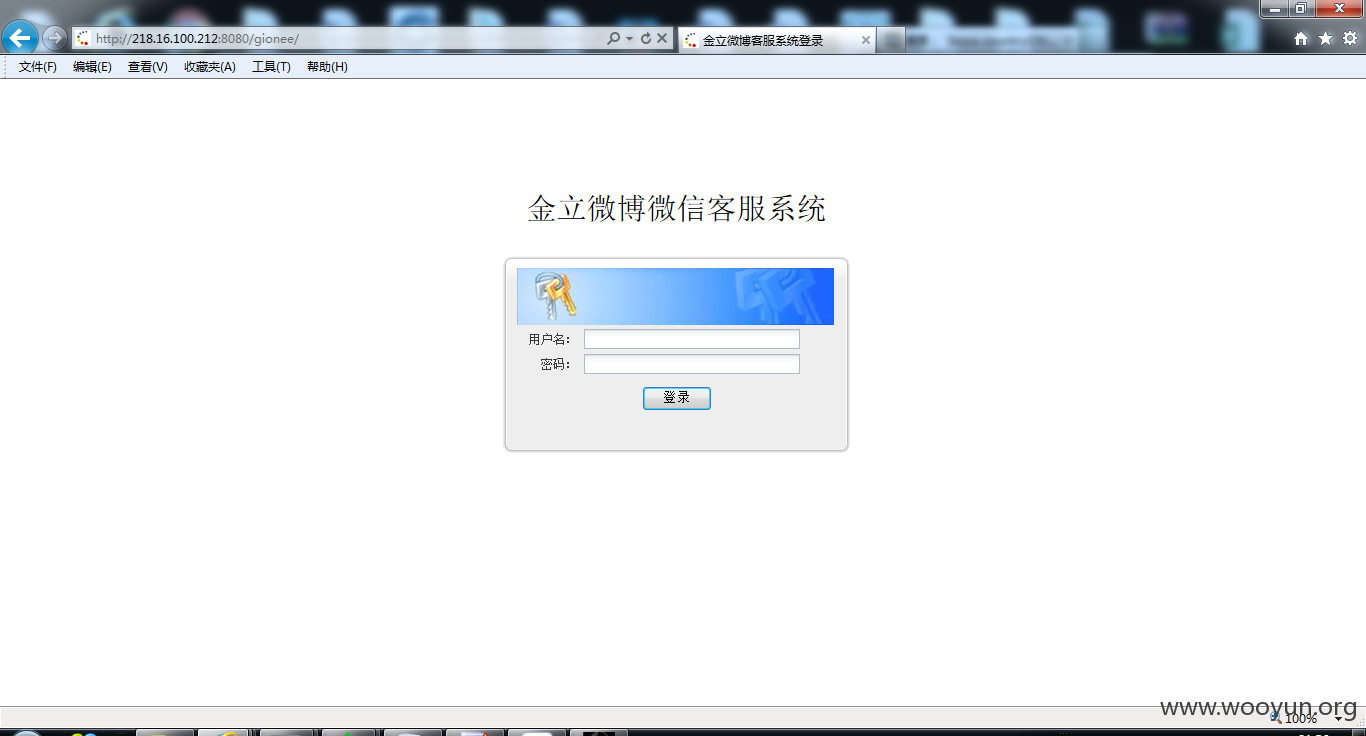 http://218.16.100.212:8080/gionee/
金立微博客服系统登录
文件(F) 编辑(E) 查看(V) 收藏夹(A) 工具(T) 帮助(H)
金立微博微信客服系统
用户名：
密码：
登录
www.wooyun.org
100%